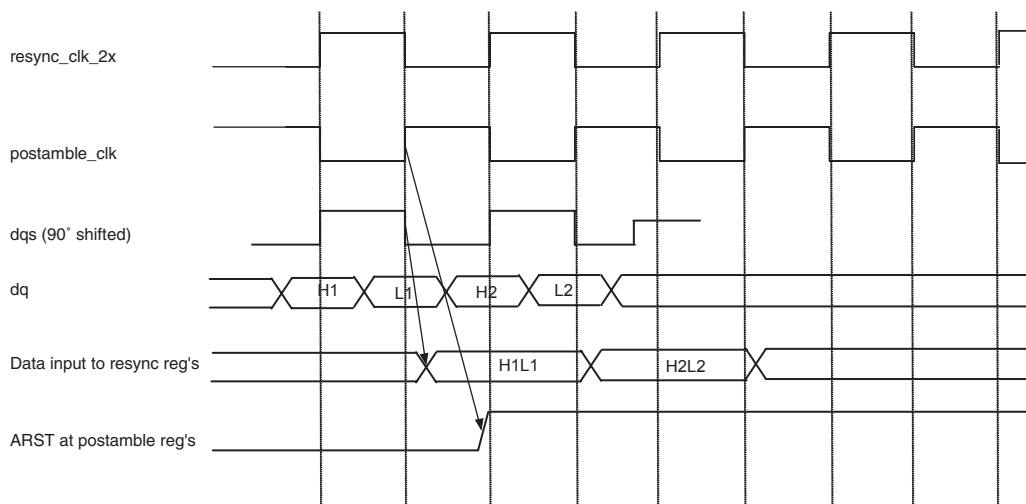 resync_clk_2x
postamble_clk
dqs (90˚ shifted)
dq
H1
L1
H2
L2
Data input to resync reg's
H1L1
H2L2
ARST at postamble reg's